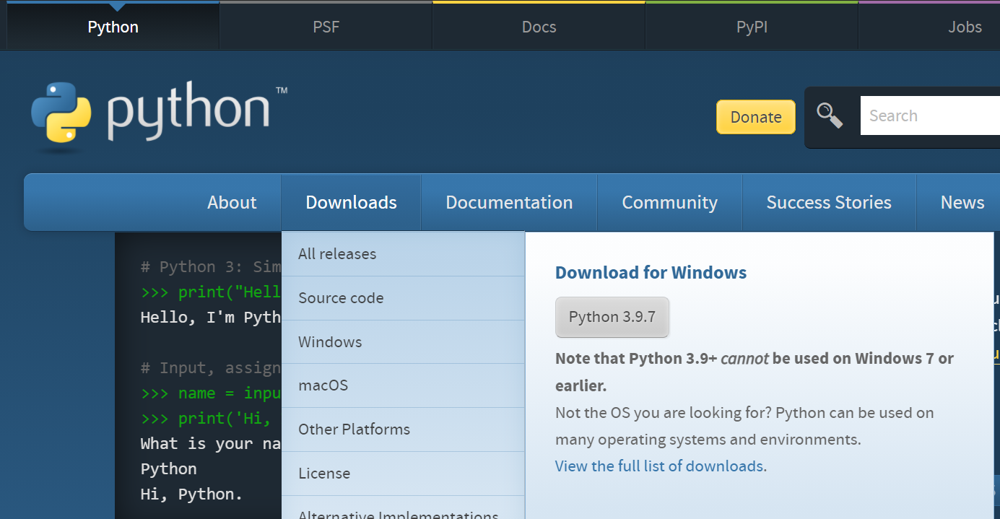 Python
PSF
Docs
PyPI
Jobs
python™
Donate
Search
About
Downloads
Documentation
Community
Success Stories
News
# Python 3: Sim
>>> print("Hell
Hello, I'm Pyth
# Input, assign
>>> name = inpu
>>> print('Hi,
What is your na
Python
Hi, Python.
All releases
Source code
Windows
macOS
Other Platforms
License
Alternative Implementations
Download for Windows
Python 3.9.7
Note that Python 3.9+ cannot be used on Windows 7 or
earlier.
Not the OS you are looking for? Python can be used on
many operating systems and environments.
View the full list of downloads.